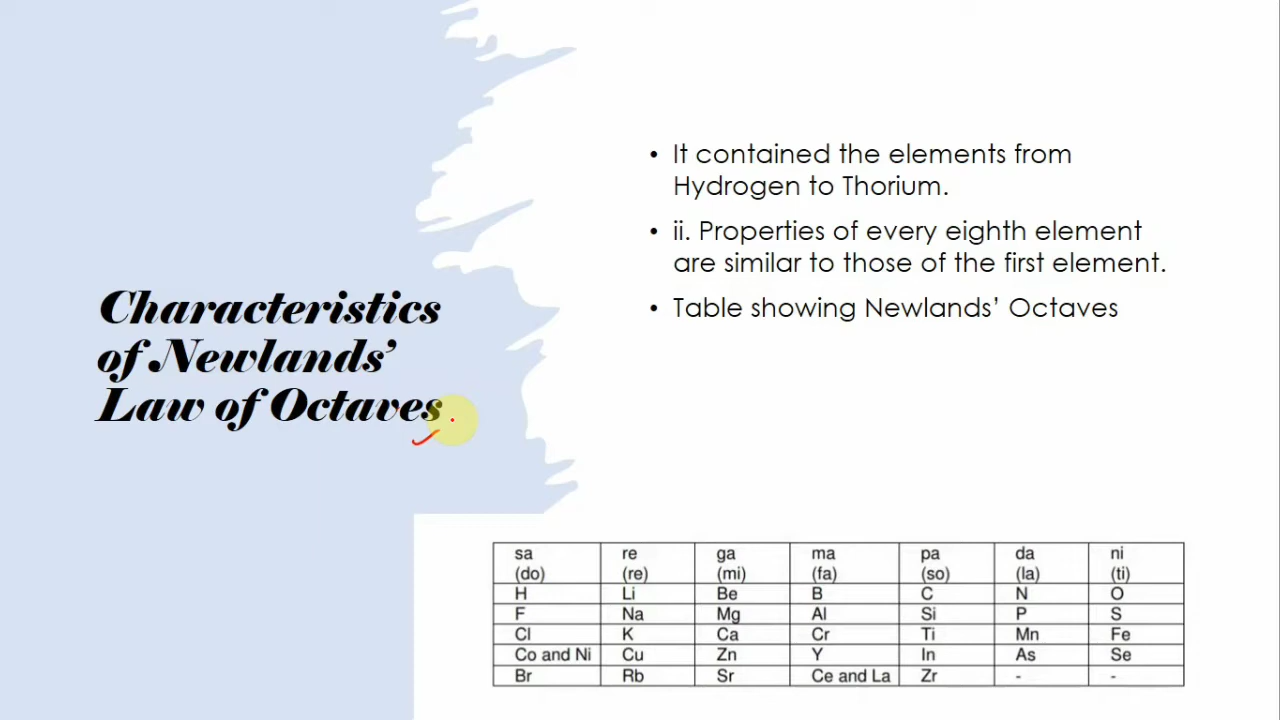 Characteristics
of Newlands’
Law of Octaves
• It contained the elements from
Hydrogen to Thorium.
• ii. Properties of every eighth element
are similar to those of the first element.
• Table showing Newlands’ Octaves
sa re ga ma pa da ni
(do) (re) (mi) (fa) (so) (la) (ti)
H Li Be B C N O
F Na Mg Al Si P S
Cl K Ca Cr Ti Mn Fe
Co and Ni Cu Zn Y In As Se
Br Rb Sr Ce and La Zr - -